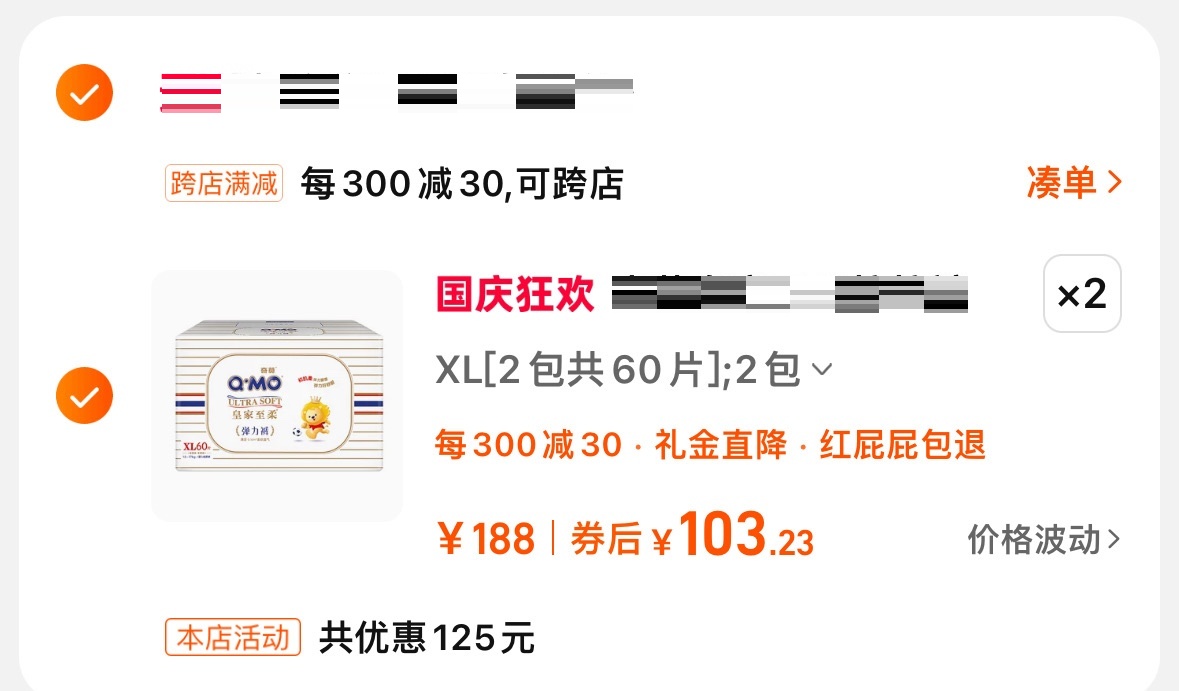 跨店满减 每300减30,可跨店 凑单
国庆狂欢 ×2
XL[2包共60片];2包
Q·MO
ULTRA SOFT
皇家至柔
(弹力裤)
XL60
每300减30 · 礼金直降 · 红屁屁包退
￥188 | 券后￥103.23 价格波动
本店活动 共优惠125元